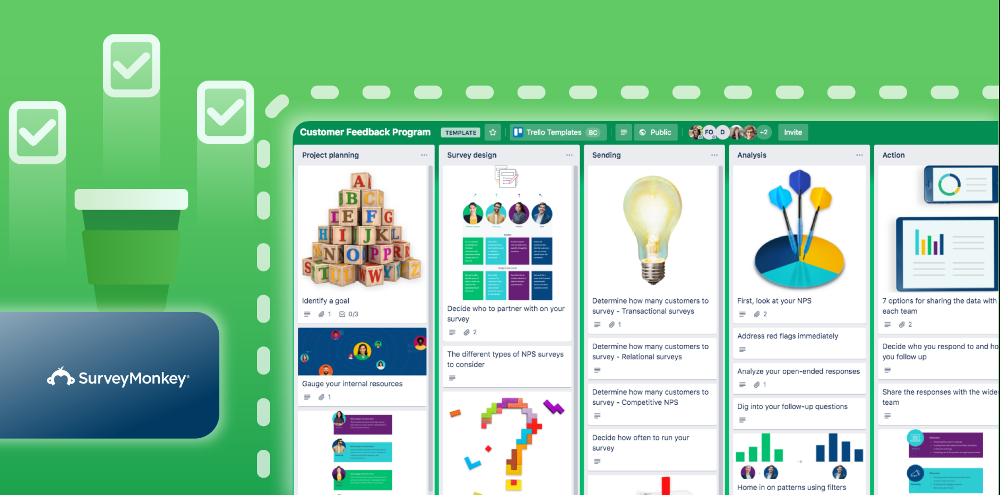 Customer Feedback Program
TEMPLATE
Trello Templates
BC
Public
FO
D
+2
Invite
Project planning
A
B C
D E F G
H I J K L
Identify a goal
1
0/3
Gauge your internal resources
1
Survey design
Decide who to partner with on your
survey
2
The different types of NPS surveys
to consider
Sending
Determine how many customers to
survey - Transactional surveys
1
Determine how many customers to
survey - Relational surveys
Determine how many customers to
survey - Competitive NPS
Decide how often to run your
survey
Analysis
First, look at your NPS
2
Address red flags immediately
Analyze your open-ended responses
1
Dig into your follow-up questions
Home in on patterns using filters
Action
7 options for sharing the data with
each team
2
Decide who you respond to and ho
you follow up
Share the responses with the wide
team
SurveyMonkey®